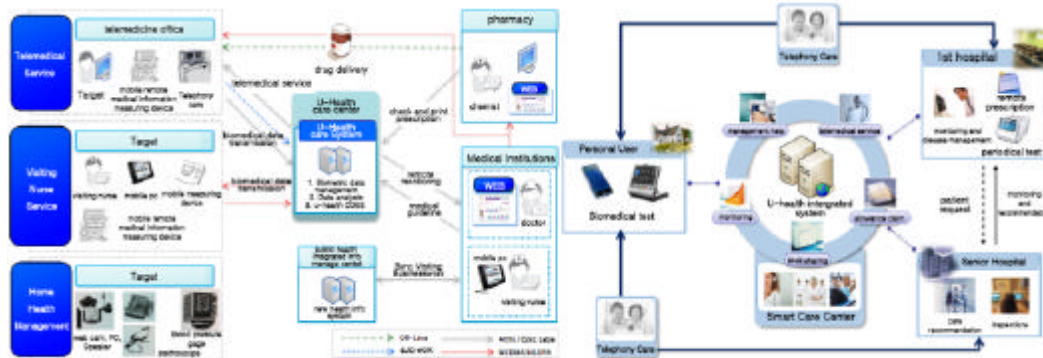 Telemedical
Service
telemedicine office
Target
mobile remote
medical information
measuring device
Telephony
care
Visiting
Nurse
Service
Target
visiting nurse
mobile pc
mobile measuring
device
mobile remote
medical information
measuring device
Home
Health
Management
Target
web cam, PC,
Speaker
blood pressure
gage
drug delivery
telemedical service
biomedical data
transmission
biomedical data
transmission
U-Health
care center
U-Health
care system
1. Biometric data
management
2. Data analysis
3. u-health CDSS
check and print
prescription
remote
monitoring
medical
guideline
public health
integrated info
manage center
new health info
system
Sync Visiting
pharmacy
chemist
WEB
Medical Institutions
WEB
doctor
mobile pc
visiting nurse
Off-Line
Telephony Care
Personal User
Biomedical test
management help
telemedical service
U-health integrated
system
monitoring
Smart Care Center
Telephony Care
1st hospital
remote
prescription
monitoring and
disease management
periodical test
patient
request
monitoring
and
Senior Hospital
care
recommendation
inspections